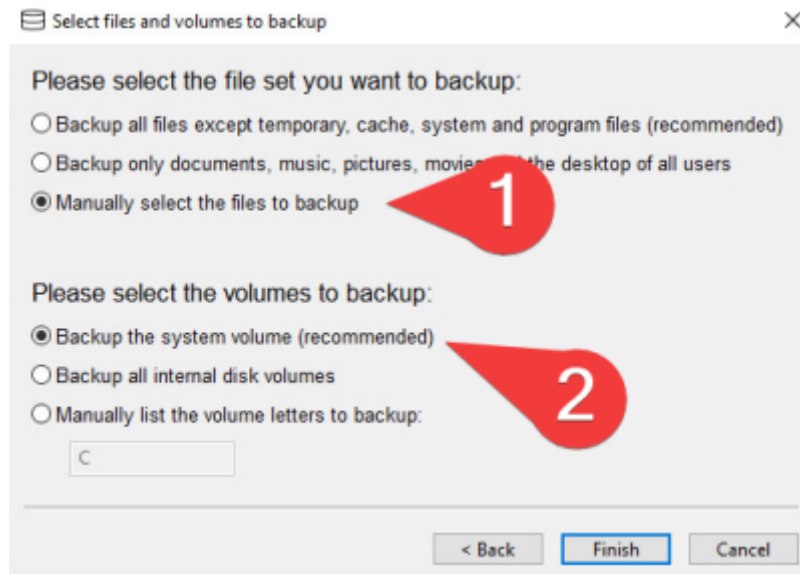 Select files and volumes to backup
Please select the file set you want to backup:
Backup all files except temporary, cache, system and program files (recommended)
Backup only documents, music, pictures, movies the desktop of all users
Manually select the files to backup
1
Please select the volumes to backup:
Backup the system volume (recommended)
Backup all internal disk volumes
2
Manually list the volume letters to backup:
C
< Back Finish Cancel